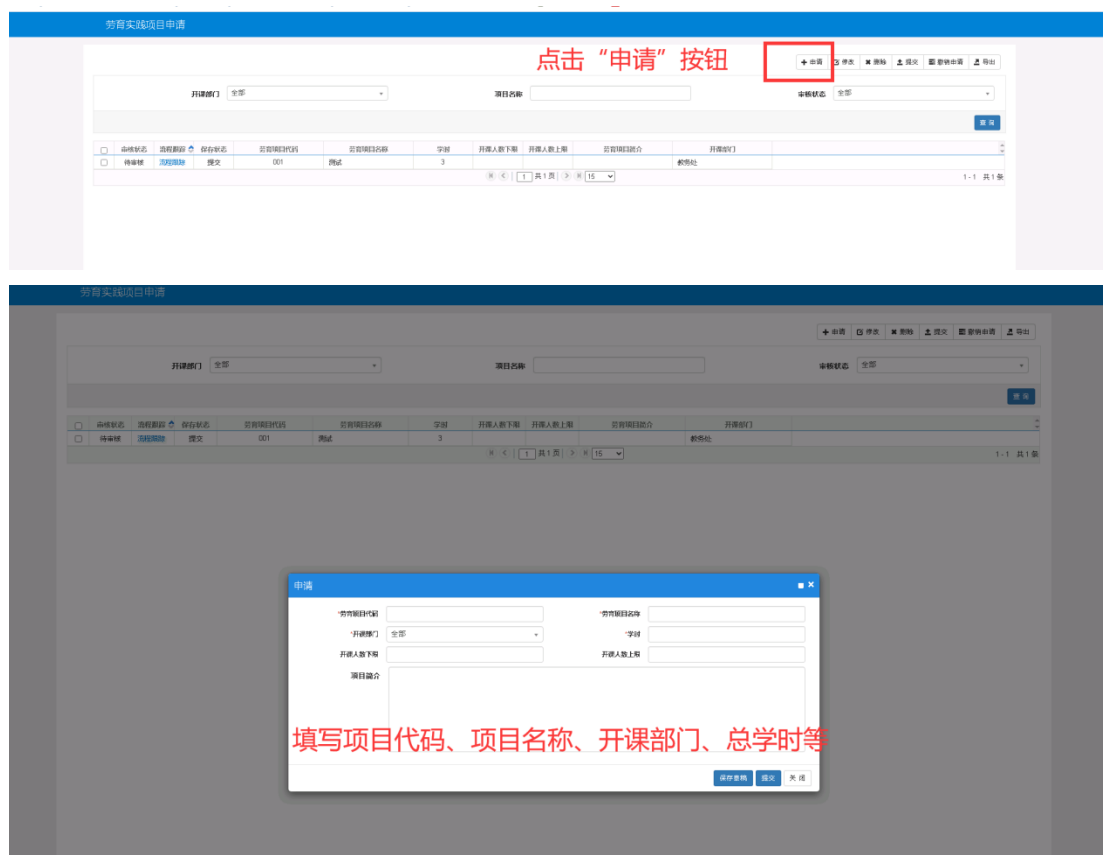 劳育实践项目申请
点击“申请”按钮
申请 修改 删除 提交 撤销申请 导出
开课部门 全部 项目名称 审核状态 全部
查 询
审核状态 流程跟踪 保存状态 劳育项目代码 劳育项目名称 学时 开课人数下限 开课人数上限 劳育项目简介 开课部门
待审核 流程跟踪 提交 001 测试 3 教务处
1 共1页 15 1-1 共1条
劳育实践项目申请
申请 修改 删除 提交 撤销申请 导出
开课部门 全部 项目名称 审核状态 全部
查 询
审核状态 流程跟踪 保存状态 劳育项目代码 劳育项目名称 学时 开课人数下限 开课人数上限 劳育项目简介 开课部门
待审核 流程跟踪 提交 001 测试 3 教务处
1 共1页 15 1-1 共1条
申请
*劳育项目代码 *劳育项目名称
*开课部门 全部 *学时
开课人数下限 开课人数上限
项目简介
填写项目代码、项目名称、开课部门、总学时等
保存草稿 提交 关 闭